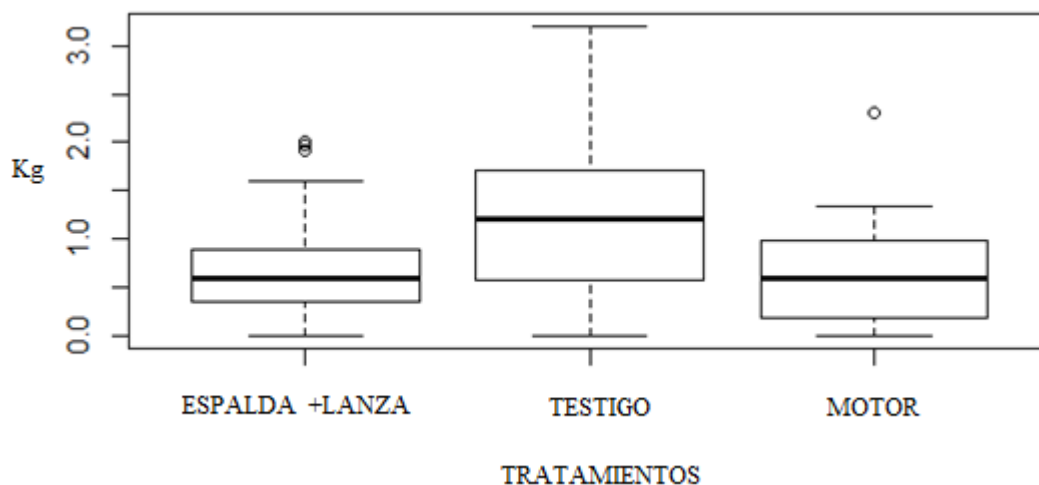 3.0
2.0
Kg
1.0
0.0
ESPALDA +LANZA TESTIGO MOTOR
TRATAMIENTOS